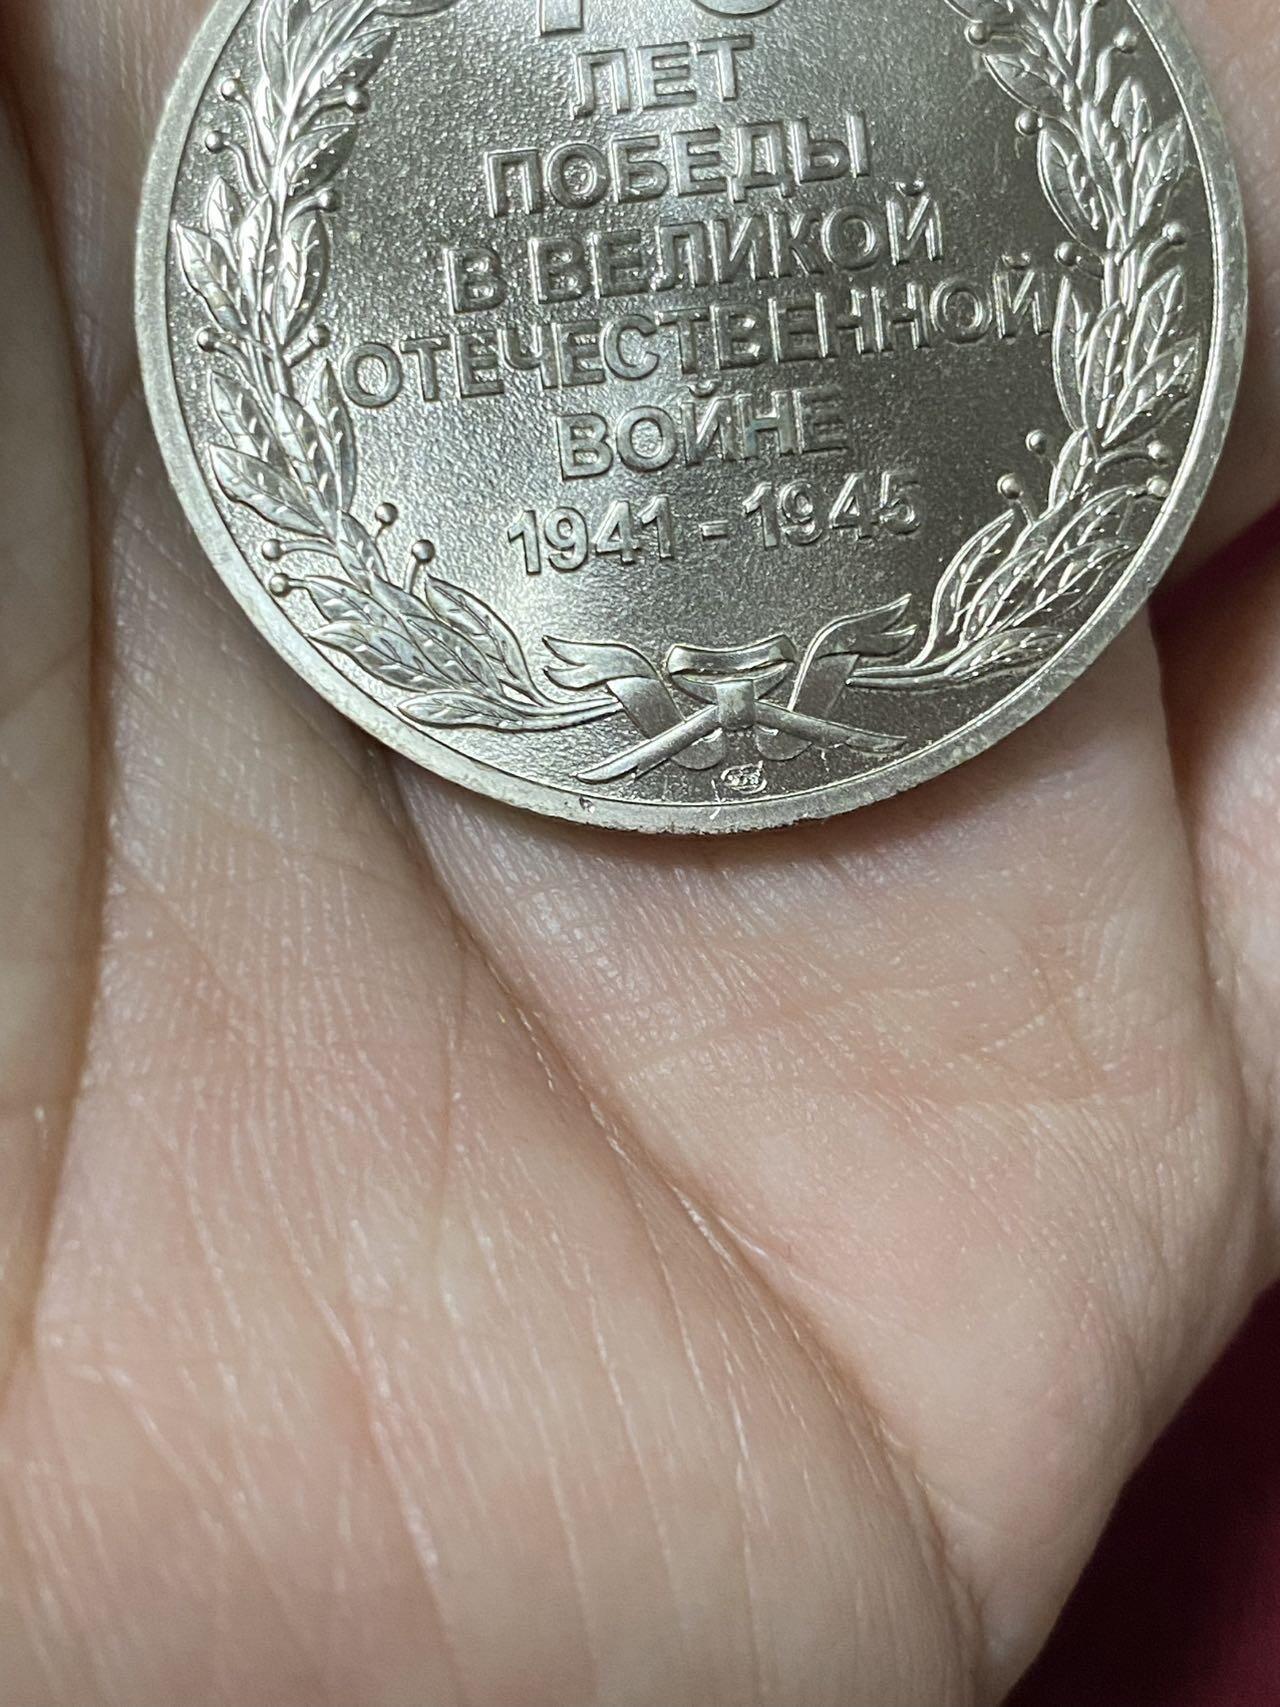 ЛЕТ
ПОБЕДЫ
В ВЕЛИКОЙ
ОТЕЧЕСТВЕННОЙ
ВОЙНЕ
1941 - 1945